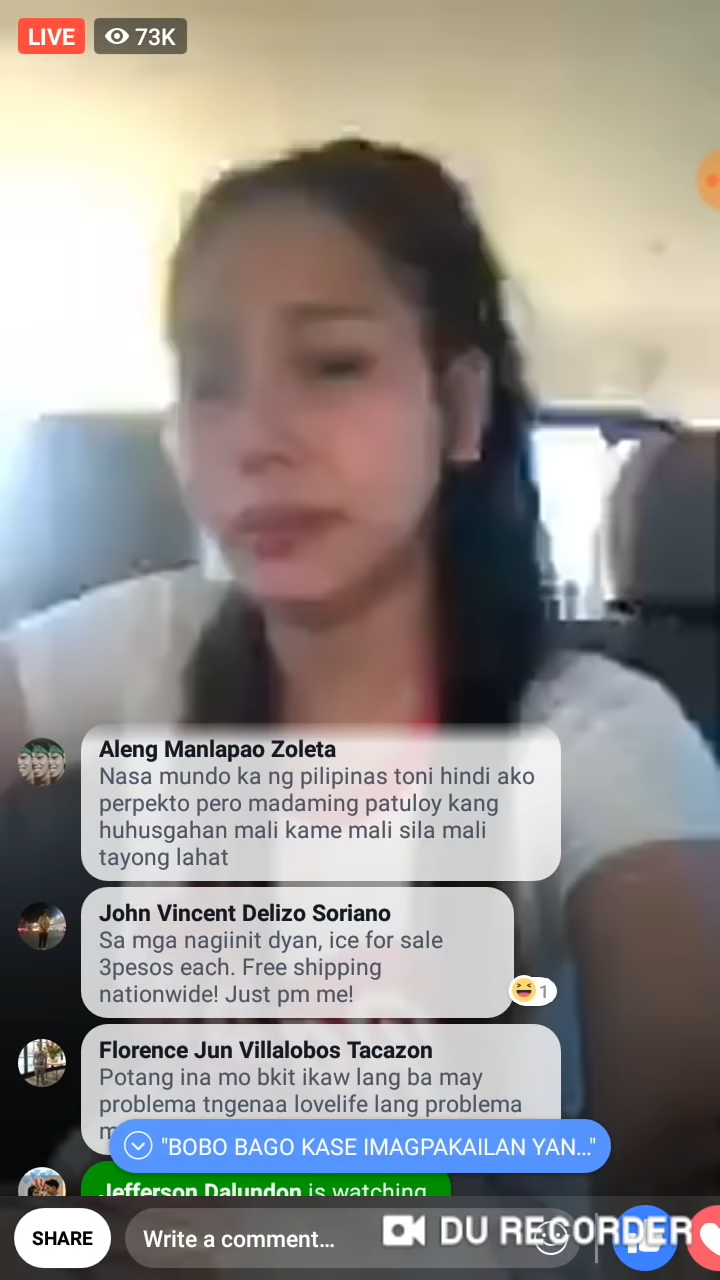 LIVE 73K
Aleng Manlapao Zoleta
Nasa mundo ka ng pilipinas toni hindi ako
perpekto pero madaming patuloy kang
huhusgahan mali kame mali sila mali
tayong lahat
John Vincent Delizo Soriano
Sa mga nagiinit dyan, ice for sale
3pesos each. Free shipping
nationwide! Just pm me!
1
Florence Jun Villalobos Tacazon
Potang ina mo bkit ikaw lang ba may
problema tngenaa lovelife lang problema
"BOBO BAGO KASE IMAGPAKAILAN YAN..."
Jefferson Dalundon is watching
SHARE
Write a comment...
DU RECORDER